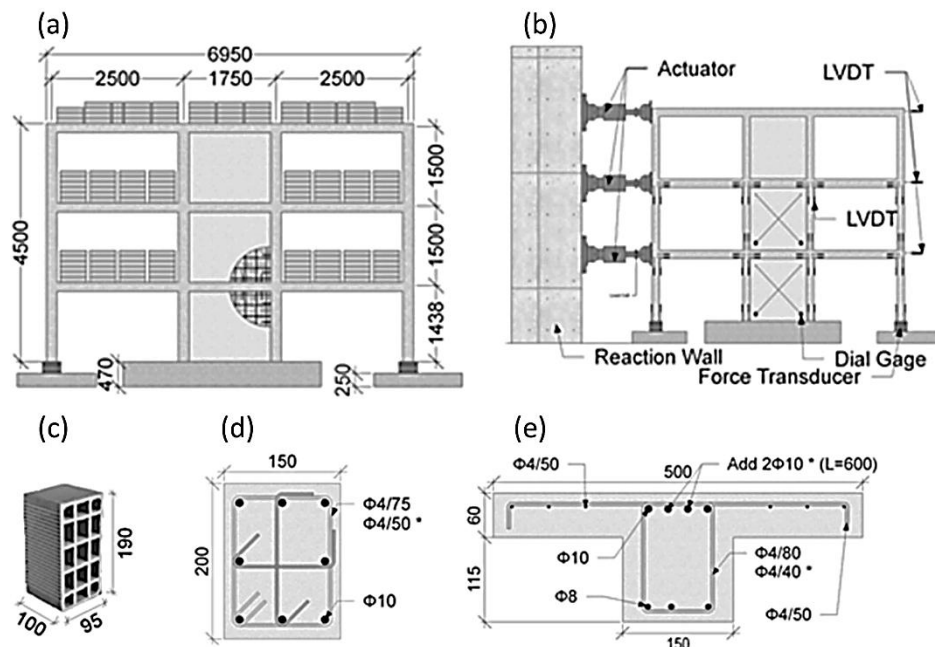 (a)
6950
2500
1750
2500
4500
1500
1500
1438
470
250
(b)
Actuator
LVDT
LVDT
Reaction Wall
Dial Gage
Force Transducer
(c)
190
100
95
(d)
150
200
Φ4/75
Φ4/50 *
Φ10
(e)
Φ4/50
500
Add 2Φ10 * (L=600)
60
115
Φ10
Φ8
Φ4/80
Φ4/40 *
Φ4/50
150